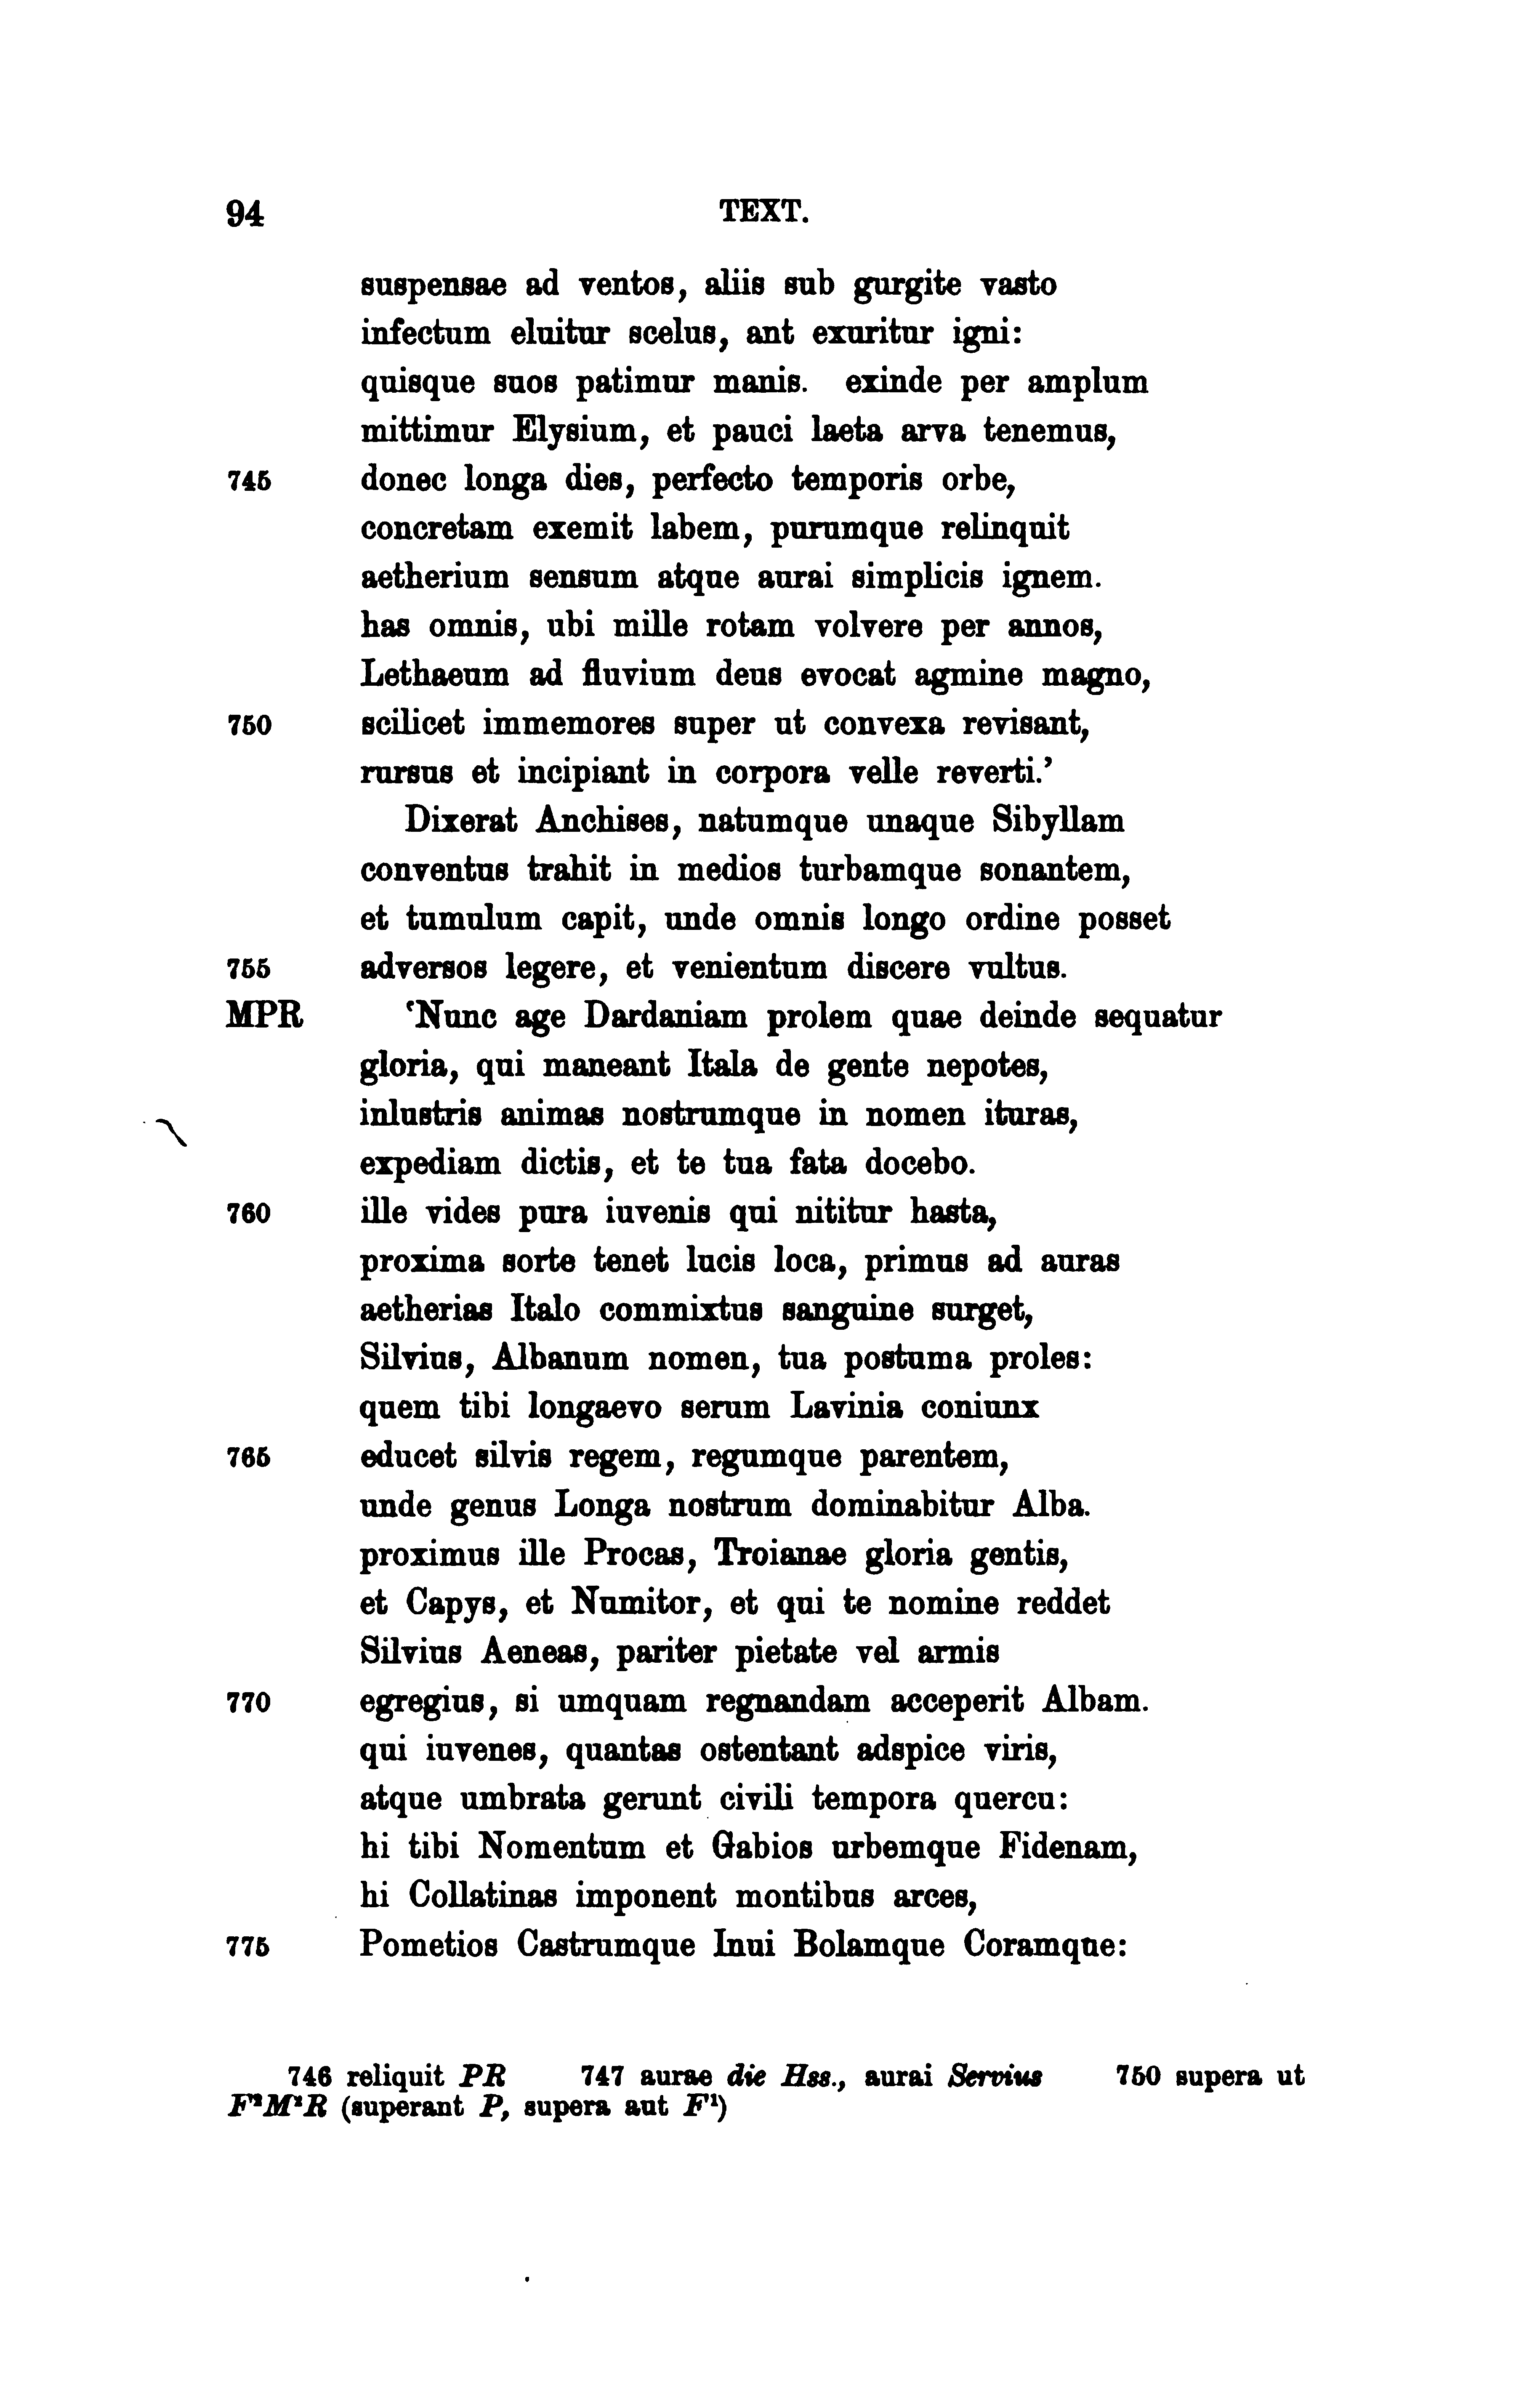 94 TEXT.
suspensae ad ventos, aliis sub gurgite vasto
infectum eluitur scelus, aut exuritur igni:
quisque suos patimur manis. exinde per amplum
mittimur Elysium, et pauci laeta arva tenemus,
745 donec longa dies, perfecto temporis orbe,
concretam exemit labem, purumque relinquit
aetherium sensum atque aurai simplicis ignem.
has omnis, ubi mille rotam volvere per annos,
Lethaeum ad fluvium deus evocat agmine magno,
750 scilicet immemores super ut convexa revisant,
rursus et incipiant in corpora velle reverti.’
Dixerat Anchises, natumque unaque Sibyllam
conventus trahit in medios turbamque sonantem,
et tumulum capit, unde omnis longo ordine posset
755 adversos legere, et venientum discere vultus.
MPR ‘Nunc age Dardaniam prolem quae deinde sequatur
gloria, qui maneant Itala de gente nepotes,
inlustris animas nostrumque in nomen ituras,
expediam dictis, et te tua fata docebo.
760 ille vides pura iuvenis qui nititur hasta,
proxima sorte tenet lucis loca, primus ad auras
aetherias Italo commixtus sanguine surget,
Silvius, Albanum nomen, tua postuma proles:
quem tibi longaevo serum Lavinia coniunx
765 educet silvis regem, regumque parentem,
unde genus Longa nostrum dominabitur Alba.
proximus ille Procas, Troianae gloria gentis,
et Capys, et Numitor, et qui te nomine reddet
Silvius Aeneas, pariter pietate vel armis
770 egregius, si umquam regnandam acceperit Albam.
qui iuvenes, quantas ostentant adspice viris,
atque umbrata gerunt civili tempora quercu:
hi tibi Nomentum et Gabios urbemque Fidenam,
hi Collatinas imponent montibus arces,
775 Pometios Castrumque Inui Bolamque Coramque:
746 reliquit PR 747 aurae die Hss., aurai Servius 750 supera ut
F²M²R (superant P, supera aut F¹)